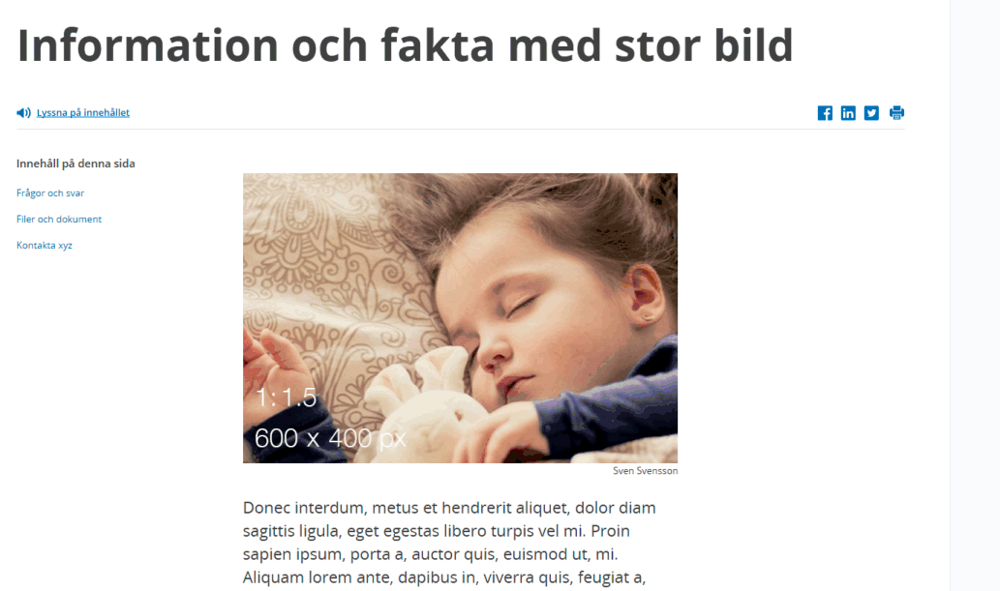 Information och fakta med stor bild
Lyssna på innehållet
Innehåll på denna sida
Frågor och svar
Filer och dokument
Kontakta xyz
1:1.5
600 x 400 px
Sven Svensson
Donec interdum, metus et hendrerit aliquet, dolor diam
sagittis ligula, eget egestas libero turpis vel mi. Proin
sapien ipsum, porta a, auctor quis, euismod ut, mi.
Aliquam lorem ante, dapibus in, viverra quis, feugiat a,